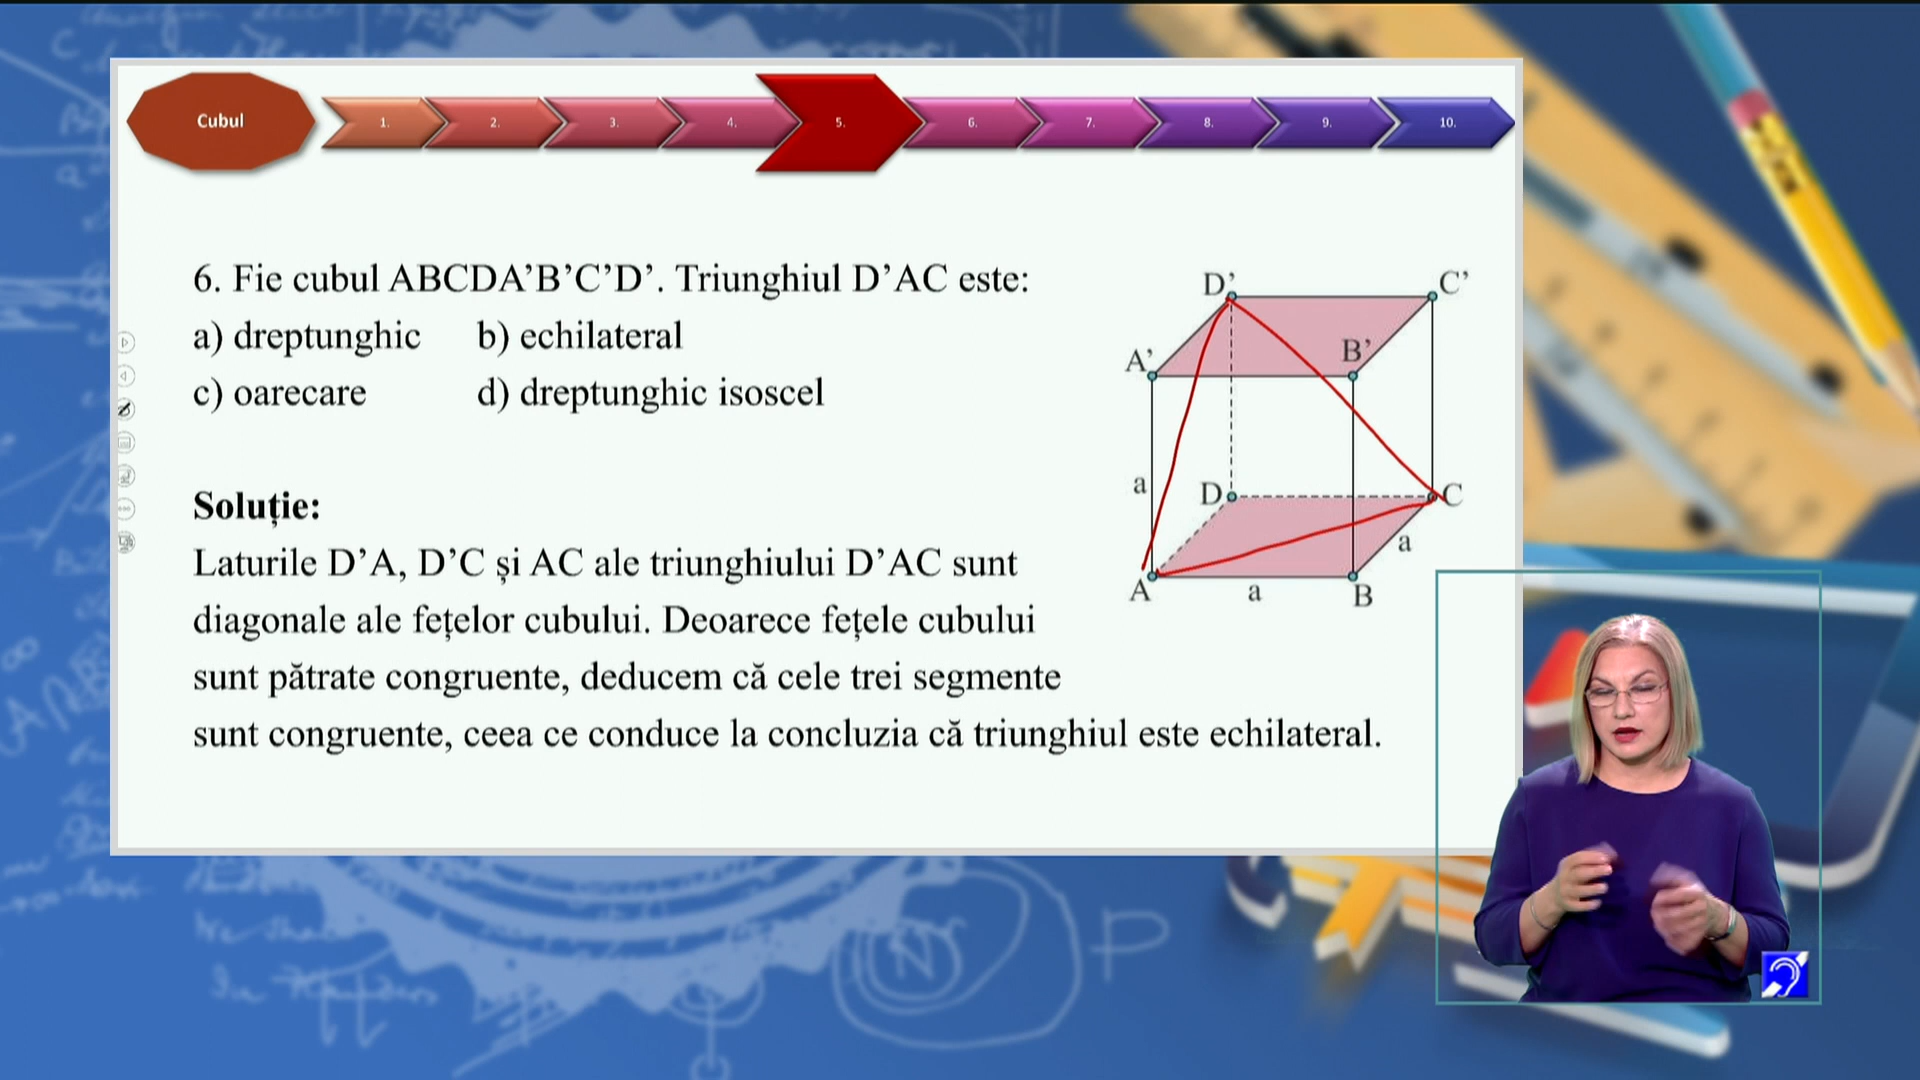 Cubul
1.
2.
3.
4.
5.
6.
7.
8.
9.
10.
6. Fie cubul ABCDA’B’C’D’. Triunghiul D’AC este:
a) dreptunghic b) echilateral
c) oarecare d) dreptunghic isoscel
Soluție:
Laturile D’A, D’C și AC ale triunghiului D’AC sunt
diagonale ale fețelor cubului. Deoarece fețele cubului
sunt pătrate congruente, deducem că cele trei segmente
sunt congruente, ceea ce conduce la concluzia că triunghiul este echilateral.
D’
C’
A’
B’
a
D
C
a
A
a
B
N
P